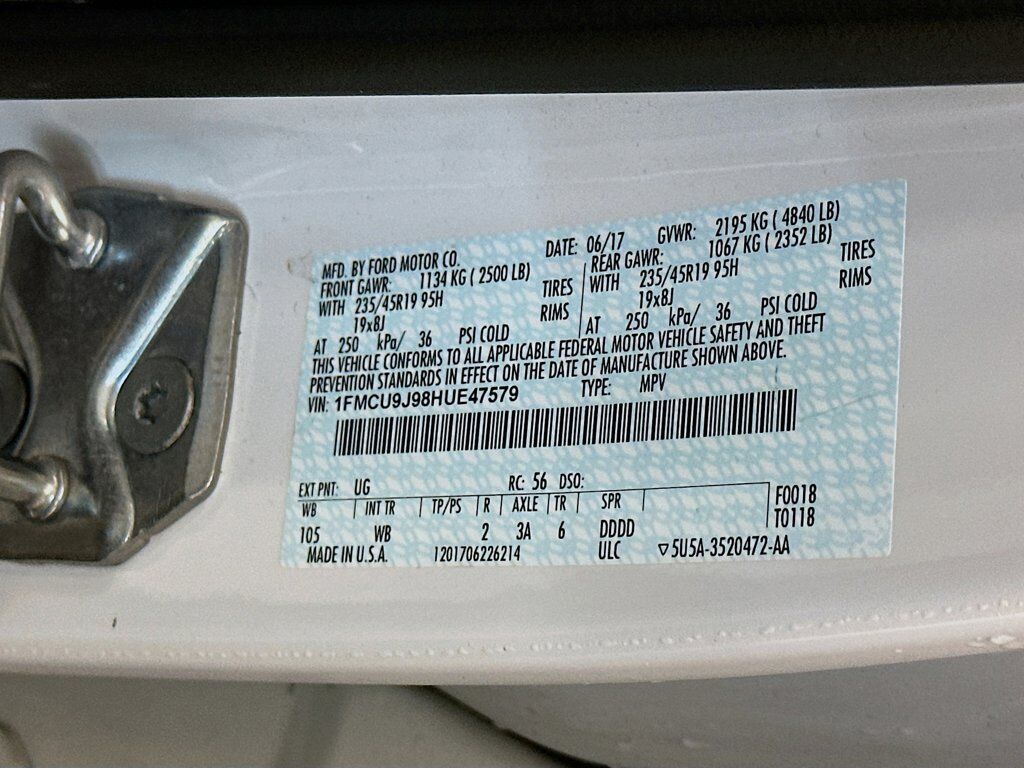 MFD. BY FORD MOTOR CO. DATE: 06/17 GVWR: 2195 KG ( 4840 LB)
FRONT GAWR: 1134 KG ( 2500 LB) REAR GAWR: 1067 KG ( 2352 LB)
WITH 235/45R19 95H TIRES WITH 235/45R19 95H TIRES
19x8J RIMS 19x8J RIMS
AT 250 kPa/ 36 PSI COLD AT 250 kPa/ 36 PSI COLD
THIS VEHICLE CONFORMS TO ALL APPLICABLE FEDERAL MOTOR VEHICLE SAFETY AND THEFT
PREVENTION STANDARDS IN EFFECT ON THE DATE OF MANUFACTURE SHOWN ABOVE.
VIN: 1FMCU9J98HUE47579 TYPE: MPV
EXT PNT: UG RC: 56 DSO:
WB INT TR TP/PS R AXLE TR SPR F0018
T0118
105 WB 2 3A 6 DDDD
MADE IN U.S.A. 1201706226214 ULC ▽5U5A-3520472-AA